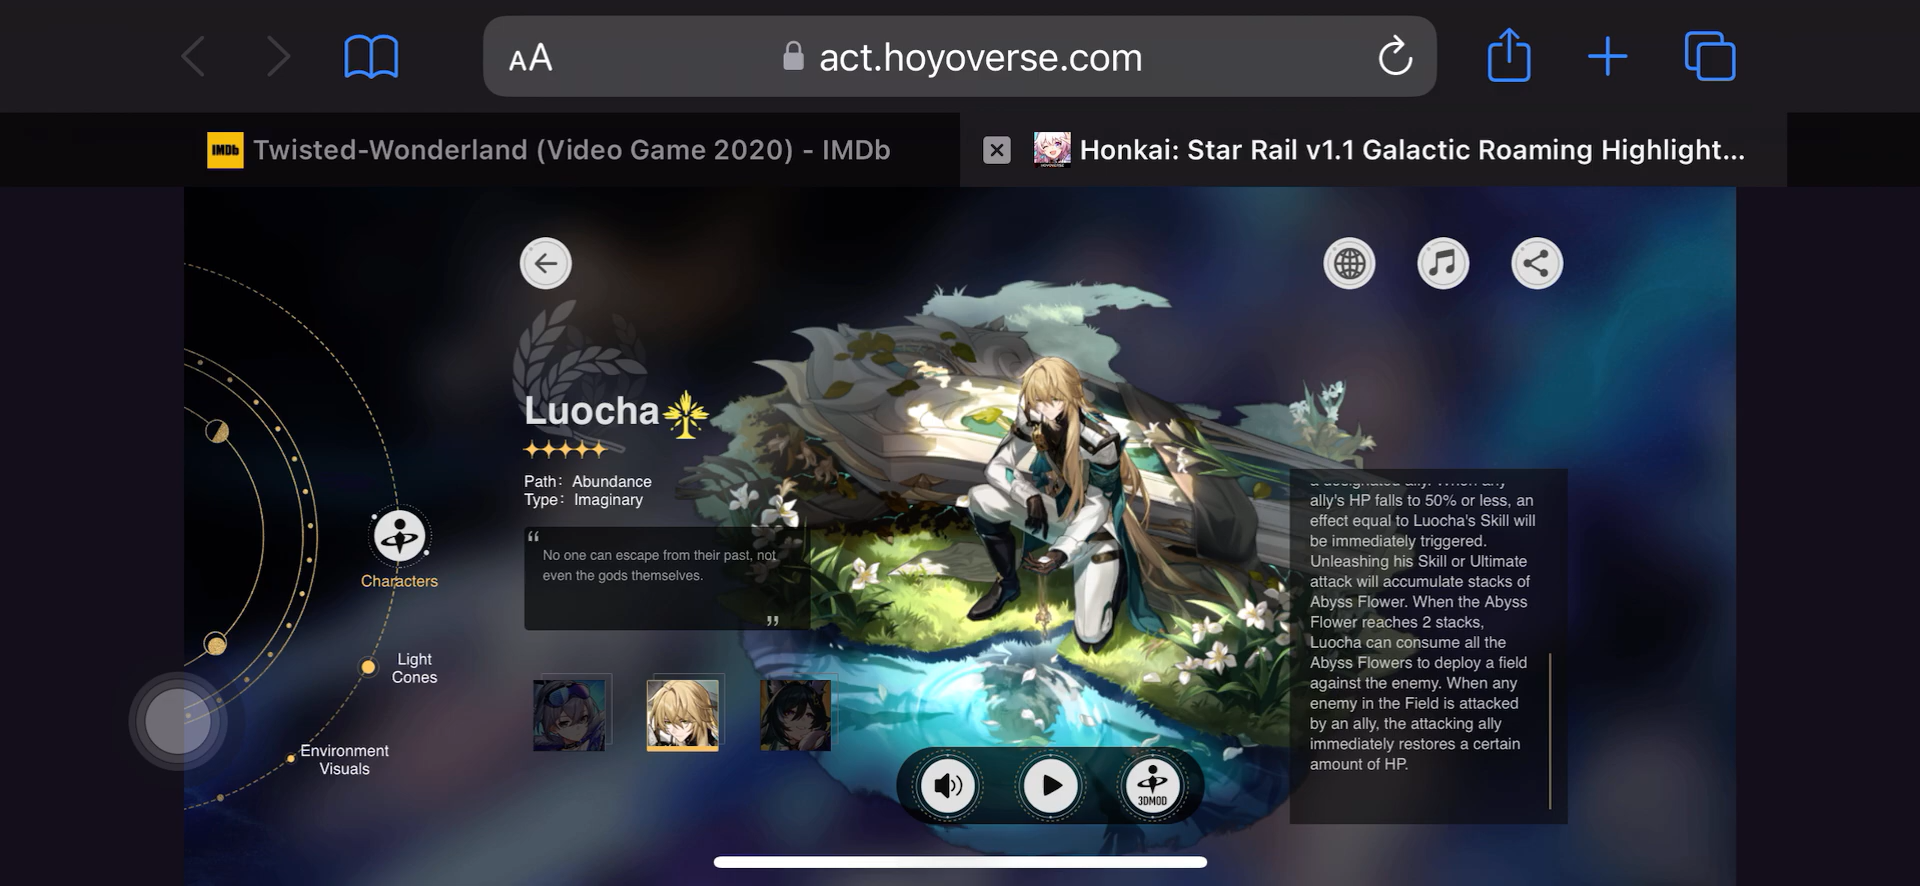 AA
act.hoyoverse.com
IMDb
Twisted-Wonderland (Video Game 2020) - IMDb
Honkai: Star Rail v1.1 Galactic Roaming Highlight...
Luocha
Path: Abundance
Type: Imaginary
“
No one can escape from their past, not
even the gods themselves.
”
Characters
Light
Cones
Environment
Visuals
3DMOD
a designated ally. When any
ally's HP falls to 50% or less, an
effect equal to Luocha's Skill will
be immediately triggered.
Unleashing his Skill or Ultimate
attack will accumulate stacks of
Abyss Flower. When the Abyss
Flower reaches 2 stacks,
Luocha can consume all the
Abyss Flowers to deploy a field
against the enemy. When any
enemy in the Field is attacked
by an ally, the attacking ally
immediately restores a certain
amount of HP.